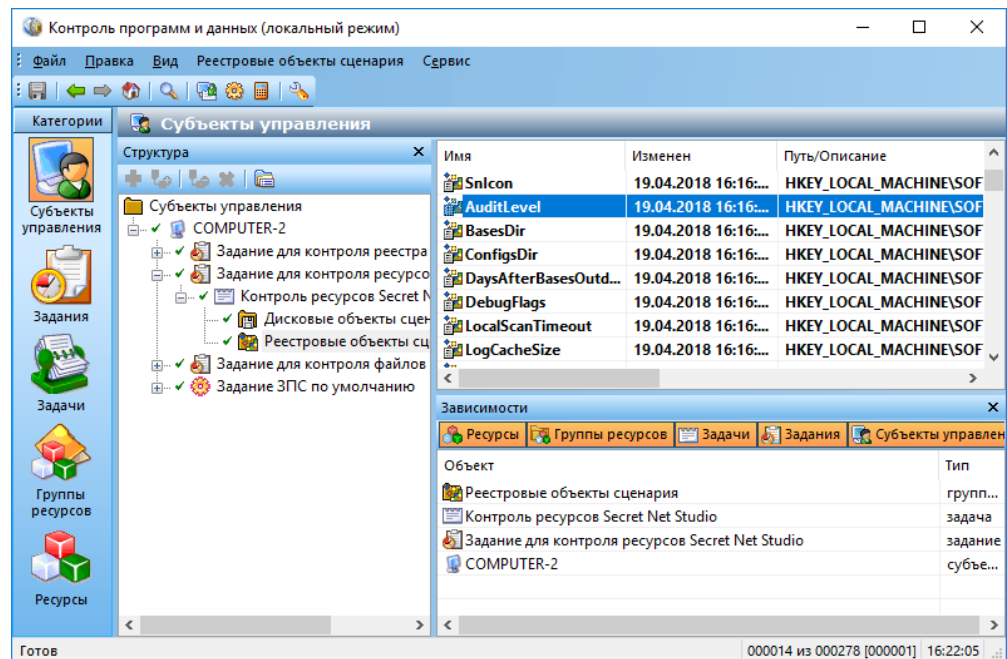 Контроль программ и данных (локальный режим)
Файл Правка Вид Реестровые объекты сценария Сервис
Категории
Субъекты управления
Задания
Задачи
Группы ресурсов
Ресурсы
Субъекты управления
Структура
Субъекты управления
COMPUTER-2
Задание для контроля реестра
Задание для контроля ресурсо
Контроль ресурсов Secret N
Дисковые объекты сцен
Реестровые объекты сц
Задание для контроля файлов
Задание ЗПС по умолчанию
Имя Изменен Путь/Описание
SnIcon 19.04.2018 16:16:... HKEY_LOCAL_MACHINE\SOF
AuditLevel 19.04.2018 16:16:... HKEY_LOCAL_MACHINE\SOF
BasesDir 19.04.2018 16:16:... HKEY_LOCAL_MACHINE\SOF
ConfigsDir 19.04.2018 16:16:... HKEY_LOCAL_MACHINE\SOF
DaysAfterBasesOutd... 19.04.2018 16:16:... HKEY_LOCAL_MACHINE\SOF
DebugFlags 19.04.2018 16:16:... HKEY_LOCAL_MACHINE\SOF
LocalScanTimeout 19.04.2018 16:16:... HKEY_LOCAL_MACHINE\SOF
LogCacheSize 19.04.2018 16:16:... HKEY_LOCAL_MACHINE\SOF
Зависимости
Ресурсы Группы ресурсов Задачи Задания Субъекты управлен
Объект Тип
Реестровые объекты сценария групп...
Контроль ресурсов Secret Net Studio задача
Задание для контроля ресурсов Secret Net Studio задание
COMPUTER-2 субъе...
Готов 000014 из 000278 [000001] 16:22:05